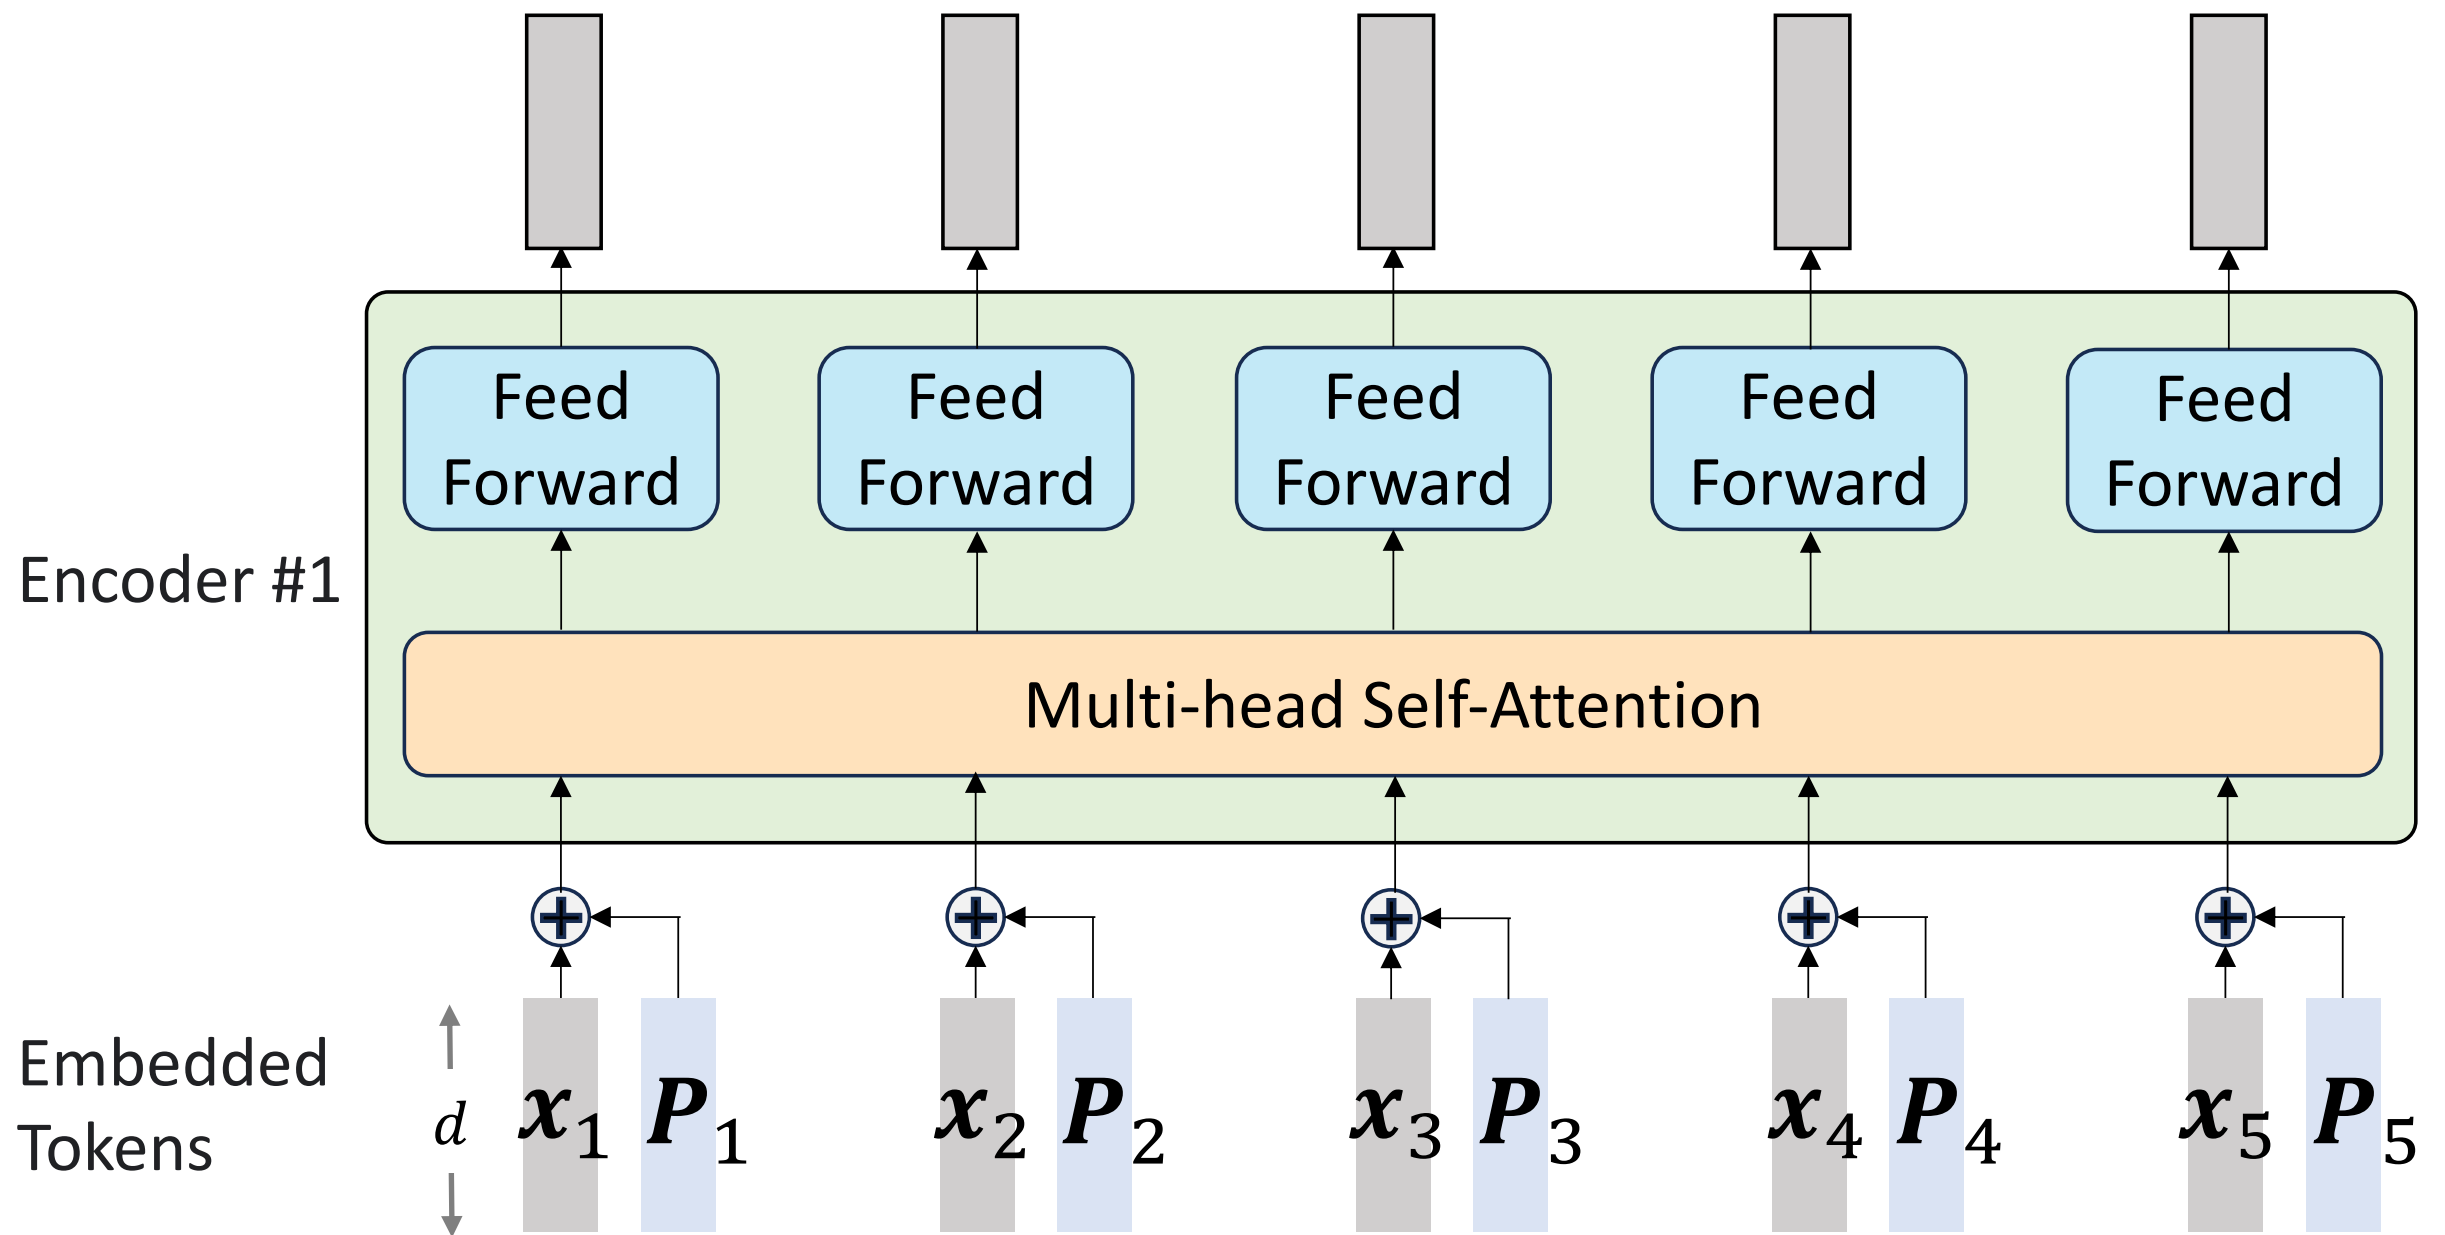 Feed
Forward
Feed
Forward
Feed
Forward
Feed
Forward
Feed
Forward
Encoder #1
Multi-head Self-Attention
Embedded
Tokens
d
x₁ P₁ x₂ P₂ x₃ P₃ x₄ P₄ x₅ P₅